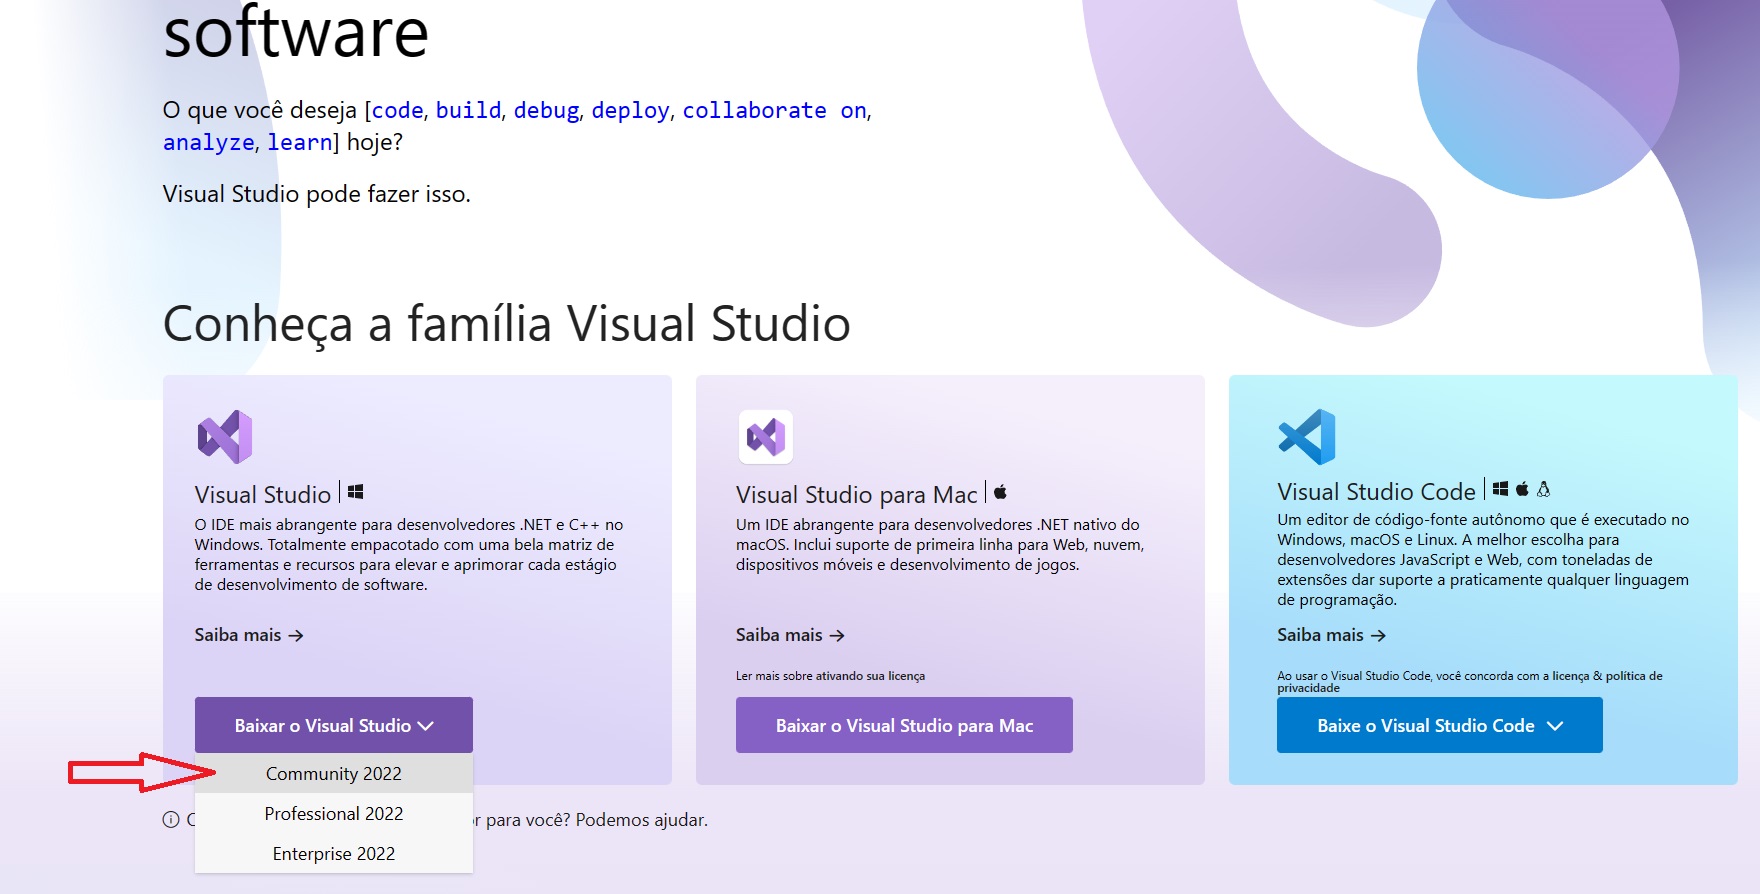 software
O que você deseja [code, build, debug, deploy, collaborate on,
analyze, learn] hoje?
Visual Studio pode fazer isso.
Conheça a família Visual Studio
Visual Studio
O IDE mais abrangente para desenvolvedores .NET e C++ no
Windows. Totalmente empacotado com uma bela matriz de
ferramentas e recursos para elevar e aprimorar cada estágio
de desenvolvimento de software.
Saiba mais →
Baixar o Visual Studio
Community 2022
Professional 2022
Enterprise 2022
Visual Studio para Mac
Um IDE abrangente para desenvolvedores .NET nativo do
macOS. Inclui suporte de primeira linha para Web, nuvem,
dispositivos móveis e desenvolvimento de jogos.
Saiba mais →
Ler mais sobre ativando sua licença
Baixar o Visual Studio para Mac
Visual Studio Code
Um editor de código-fonte autônomo que é executado no
Windows, macOS e Linux. A melhor escolha para
desenvolvedores JavaScript e Web, com toneladas de
extensões dar suporte a praticamente qualquer linguagem
de programação.
Saiba mais →
Ao usar o Visual Studio Code, você concorda com a licença & política de
privacidade
Baixe o Visual Studio Code
para você? Podemos ajudar.